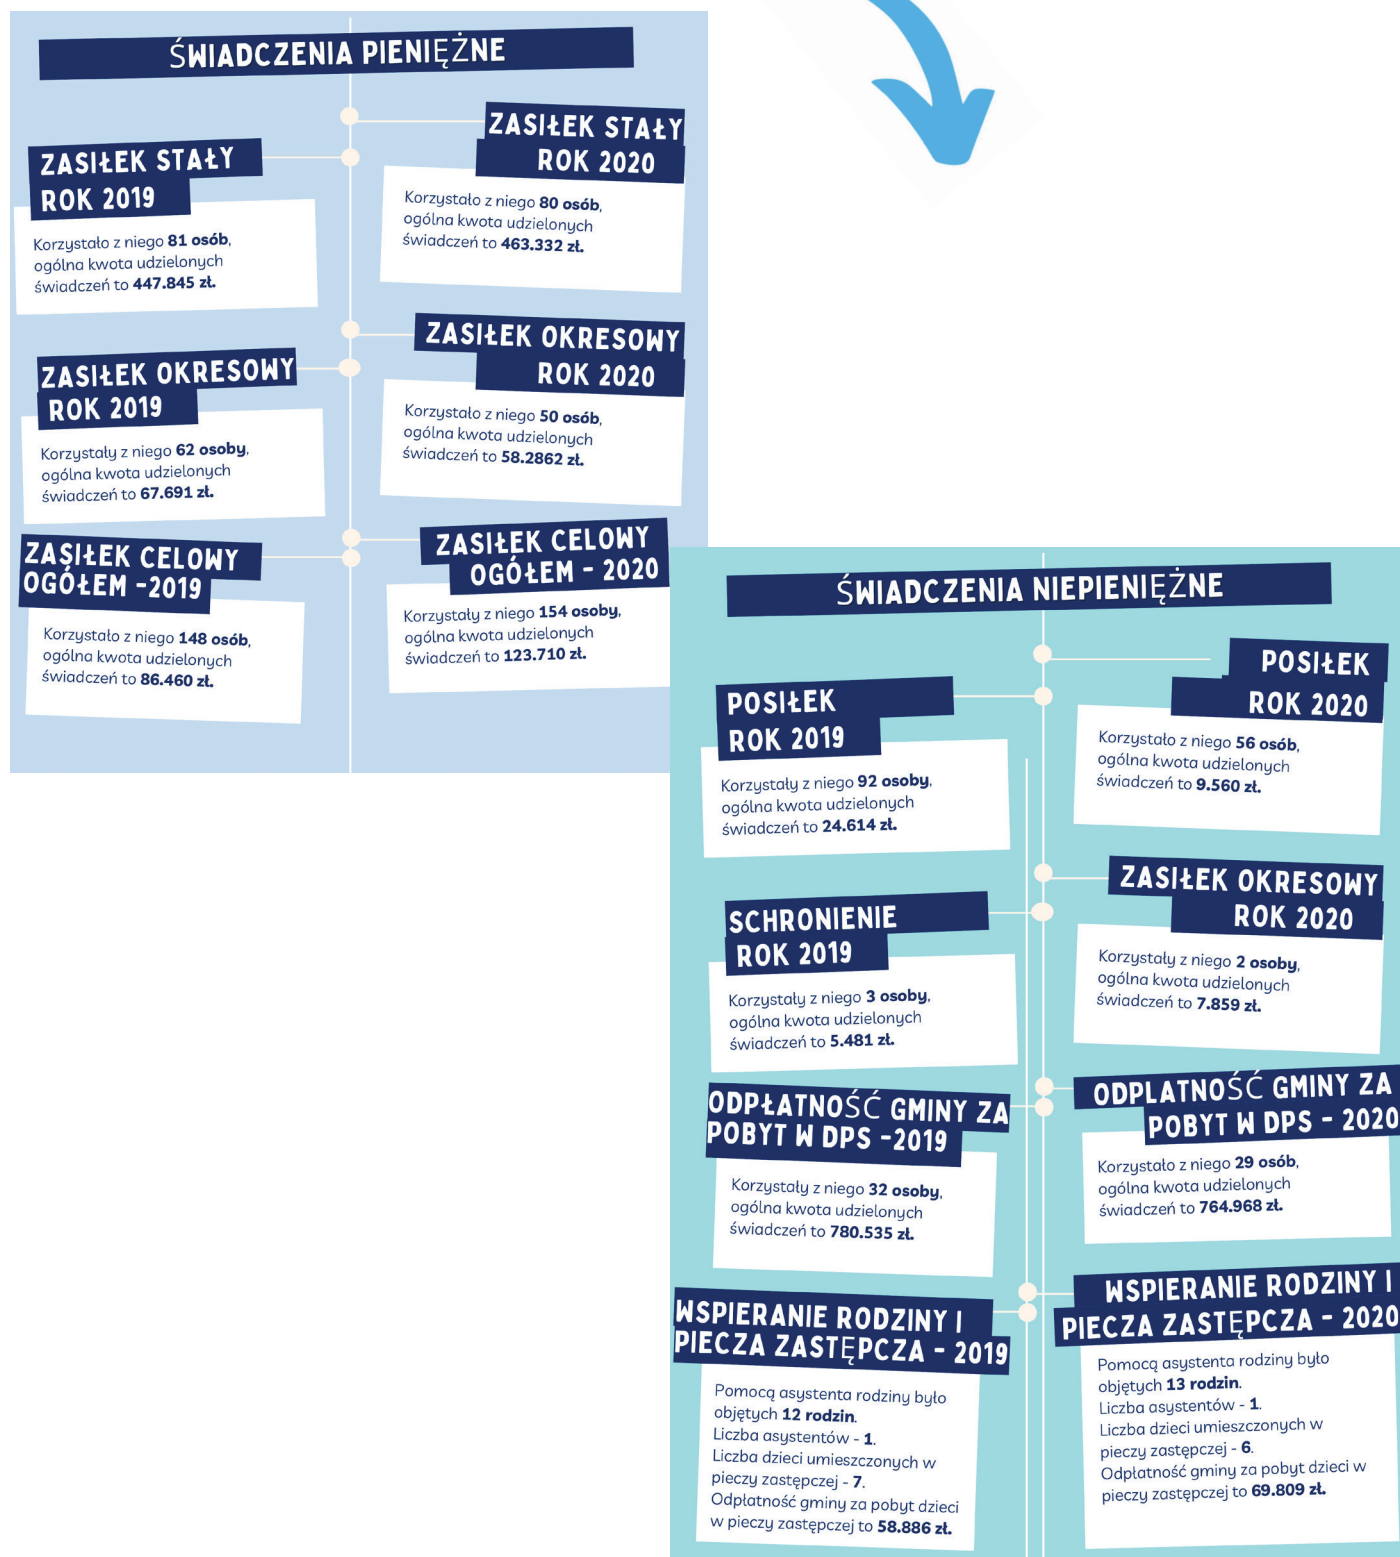 ŚWIADCZENIA PIENIĘŻNE
ZASIŁEK STAŁY
ROK 2019
Korzystało z niego 81 osób,
ogólna kwota udzielonych
świadczeń to 447.845 zł.
ZASIŁEK STAŁY
ROK 2020
Korzystało z niego 80 osób,
ogólna kwota udzielonych
świadczeń to 463.332 zł.
ZASIŁEK OKRESOWY
ROK 2019
Korzystały z niego 62 osoby,
ogólna kwota udzielonych
świadczeń to 67.691 zł.
ZASIŁEK OKRESOWY
ROK 2020
Korzystało z niego 50 osób,
ogólna kwota udzielonych
świadczeń to 58.2862 zł.
ZASIŁEK CELOWY
OGÓŁEM -2019
Korzystało z niego 148 osób,
ogólna kwota udzielonych
świadczeń to 86.460 zł.
ZASIŁEK CELOWY
OGÓŁEM - 2020
Korzystały z niego 154 osoby,
ogólna kwota udzielonych
świadczeń to 123.710 zł.
ŚWIADCZENIA NIEPIENIĘŻNE
POSIŁEK
ROK 2019
Korzystały z niego 92 osoby,
ogólna kwota udzielonych
świadczeń to 24.614 zł.
POSIŁEK
ROK 2020
Korzystało z niego 56 osób,
ogólna kwota udzielonych
świadczeń to 9.560 zł.
SCHRONIENIE
ROK 2019
Korzystały z niego 3 osoby,
ogólna kwota udzielonych
świadczeń to 5.481 zł.
ZASIŁEK OKRESOWY
ROK 2020
Korzystały z niego 2 osoby,
ogólna kwota udzielonych
świadczeń to 7.859 zł.
ODPŁATNOŚĆ GMINY ZA
POBYT W DPS -2019
Korzystały z niego 32 osoby,
ogólna kwota udzielonych
świadczeń to 780.535 zł.
ODPLATNOŚĆ GMINY ZA
POBYT W DPS - 2020
Korzystało z niego 29 osób,
ogólna kwota udzielonych
świadczeń to 764.968 zł.
WSPIERANIE RODZINY I
PIECZA ZASTĘPCZA - 2019
Pomocą asystenta rodziny było
objętych 12 rodzin.
Liczba asystentów - 1.
Liczba dzieci umieszczonych w
pieczy zastępczej - 7.
Odpłatność gminy za pobyt dzieci
w pieczy zastępczej to 58.886 zł.
WSPIERANIE RODZINY I
PIECZA ZASTĘPCZA - 2020
Pomocą asystenta rodziny było
objętych 13 rodzin.
Liczba asystentów - 1.
Liczba dzieci umieszczonych w
pieczy zastępczej - 6.
Odpłatność gminy za pobyt dzieci w
pieczy zastępczej to 69.809 zł.